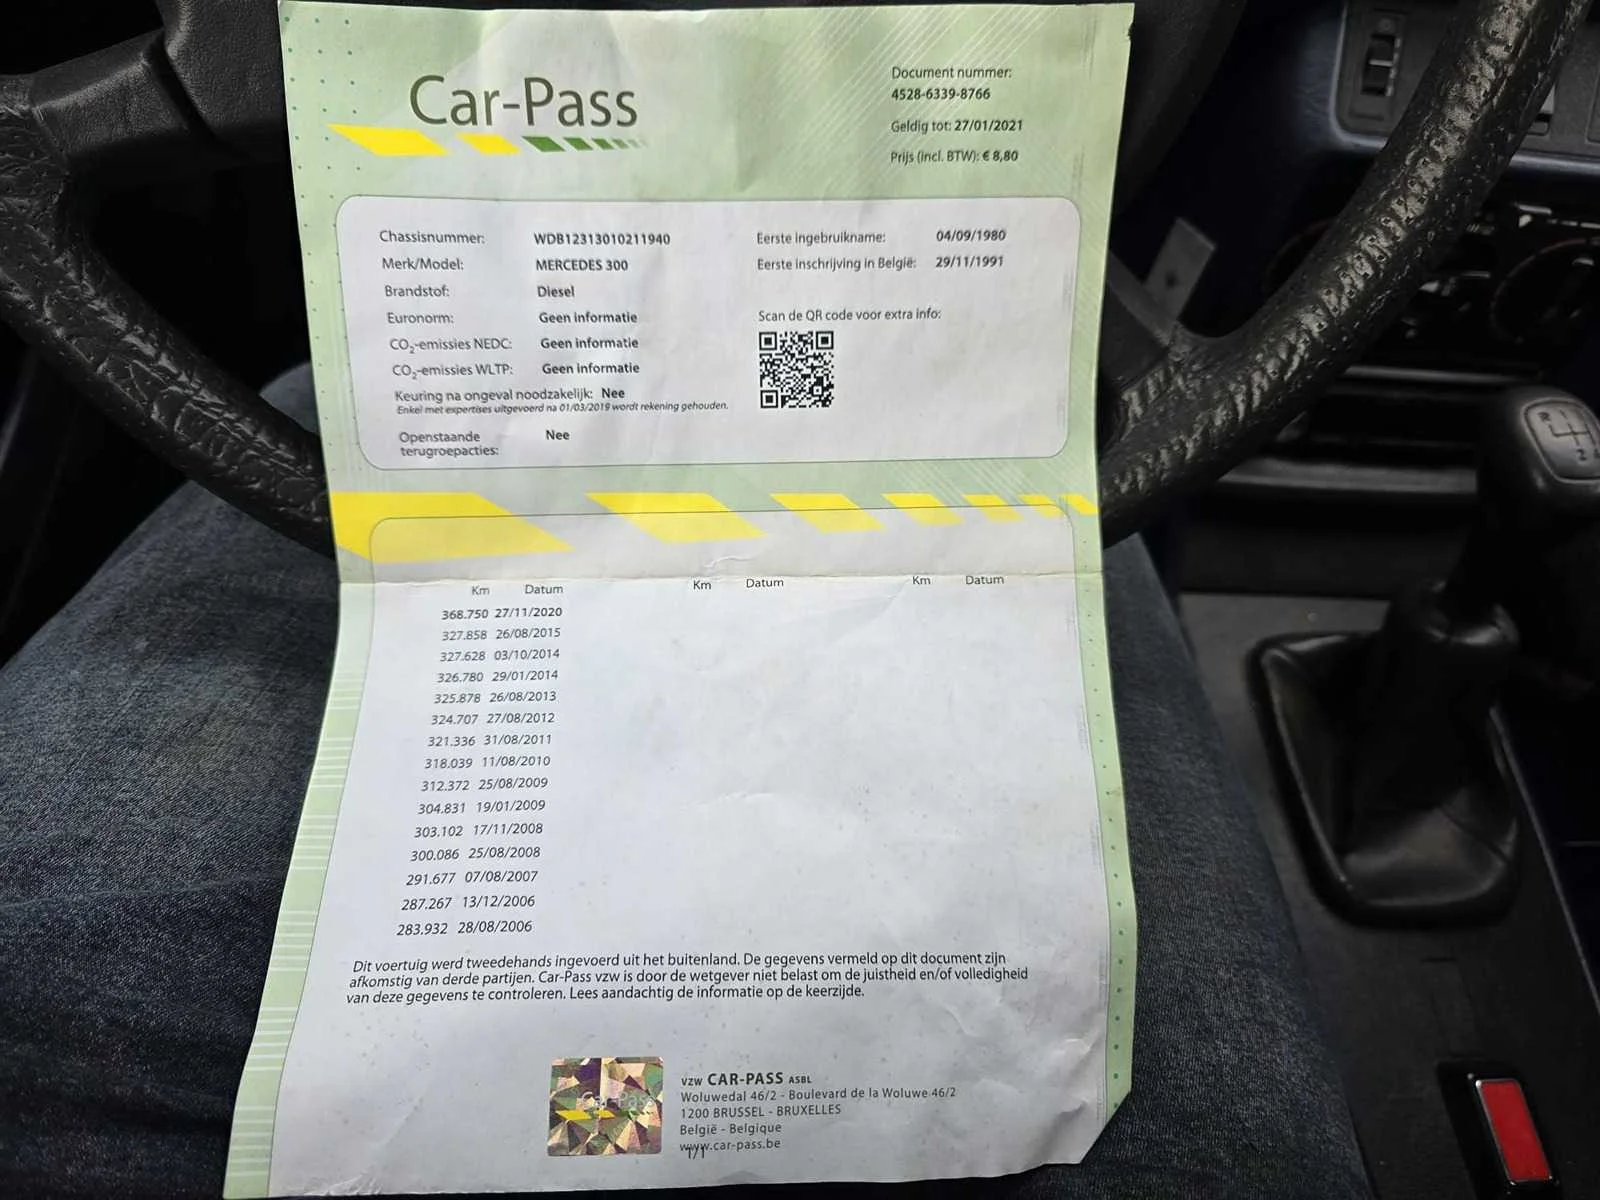 Car-Pass
Document nummer:
4528-6339-8766
Geldig tot: 27/01/2021
Prijs (incl. BTW): € 8,80
Chassisnummer: WDB12313010211940
Merk/Model: MERCEDES 300
Brandstof: Diesel
Euronorm: Geen informatie
CO₂-emissies NEDC: Geen informatie
CO₂-emissies WLTP: Geen informatie
Keuring na ongeval noodzakelijk: Nee
Enkel met expertises uitgevoerd na 01/03/2019 wordt rekening gehouden.
Openstaande terugroepacties: Nee
Eerste ingebruikname: 04/09/1980
Eerste inschrijving in België: 29/11/1991
Scan de QR code voor extra info:
Km Datum Km Datum Km Datum
368.750 27/11/2020
327.858 26/08/2015
327.628 03/10/2014
326.780 29/01/2014
325.878 26/08/2013
324.707 27/08/2012
321.336 31/08/2011
318.039 11/08/2010
312.372 25/08/2009
304.831 19/01/2009
303.102 17/11/2008
300.086 25/08/2008
291.677 07/08/2007
287.267 13/12/2006
283.932 28/08/2006
Dit voertuig werd tweedehands ingevoerd uit het buitenland. De gegevens vermeld op dit document zijn
afkomstig van derde partijen. Car-Pass vzw is door de wetgever niet belast om de juistheid en/of volledigheid
van deze gegevens te controleren. Lees aandachtig de informatie op de keerzijde.
Car-Pass
VZW CAR-PASS ASBL
Woluwedal 46/2 - Boulevard de la Woluwe 46/2
1200 BRUSSEL - BRUXELLES
België - Belgique
www.car-pass.be
1/1
R 1
2 4